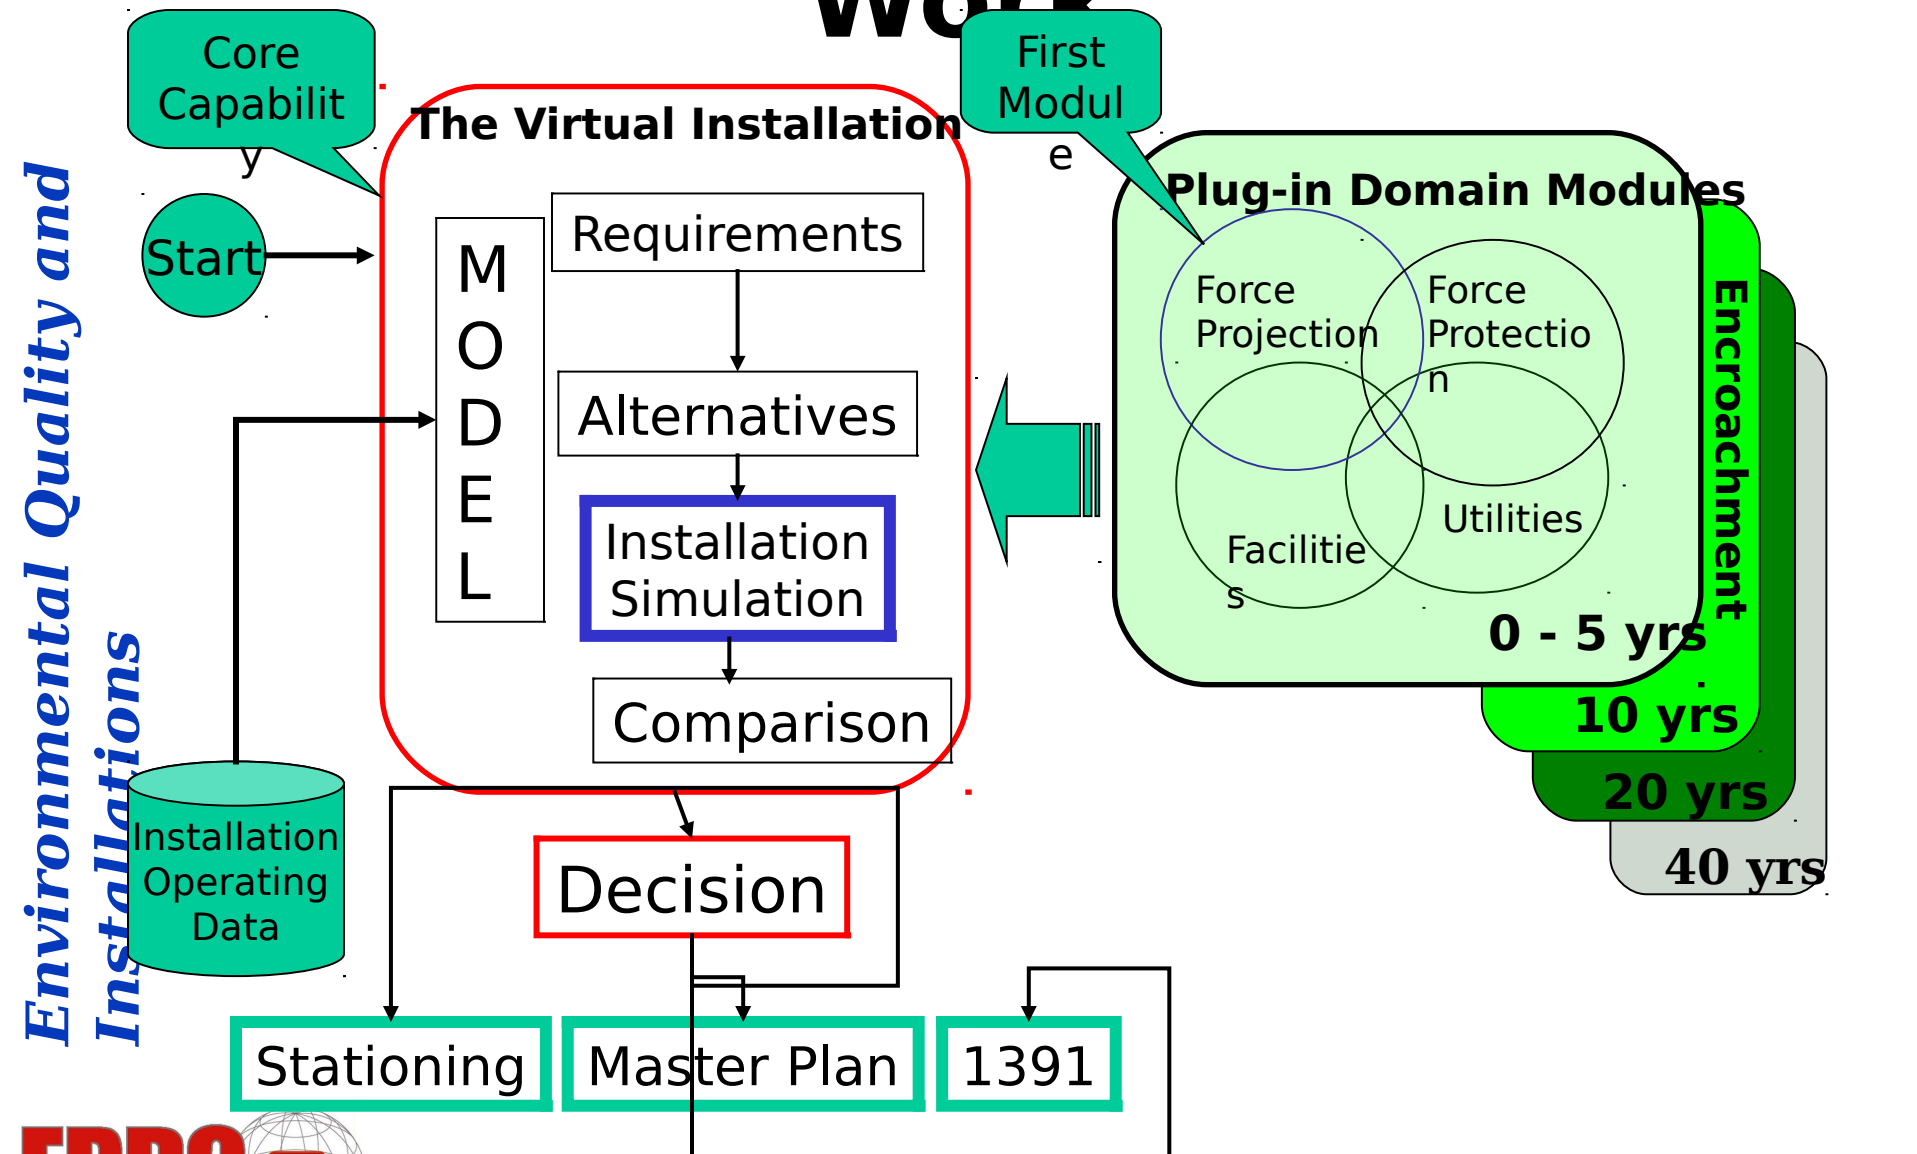 Work
Core
Capabilit
y
First
Modul
e
The Virtual Installation
Plug-in Domain Modules
Start
M
O
D
E
L
Requirements
Alternatives
Installation
Simulation
Comparison
Force
Projection
Force
Protectio
n
Facilitie
s
Utilities
Encroachment
0 - 5 yrs
10 yrs
20 yrs
40 yrs
Environmental Quality and
Installations
Installation
Operating
Data
Decision
Stationing
Master Plan
1391